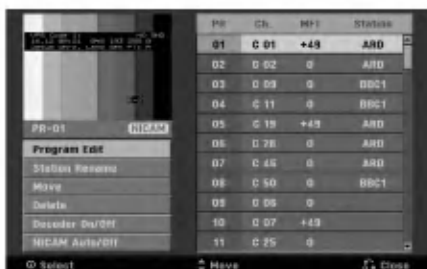 PR Ch. MFT Station
01 C 01 +49 ARD
02 C 02 0 ARD
03 C 09 0 BBC1
04 C 11 0 BBC1
05 C 19 +49 ARD
06 C 28 0 ARD
07 C 46 0 ARD
08 C 50 0 BBC1
09 C 06 0
10 C 07 +49
11 C 25 0
PR-01 NICAM
Program Edit
Station Rename
Move
Delete
Decoder On/Off
NICAM Auto/Off
Select Move Close